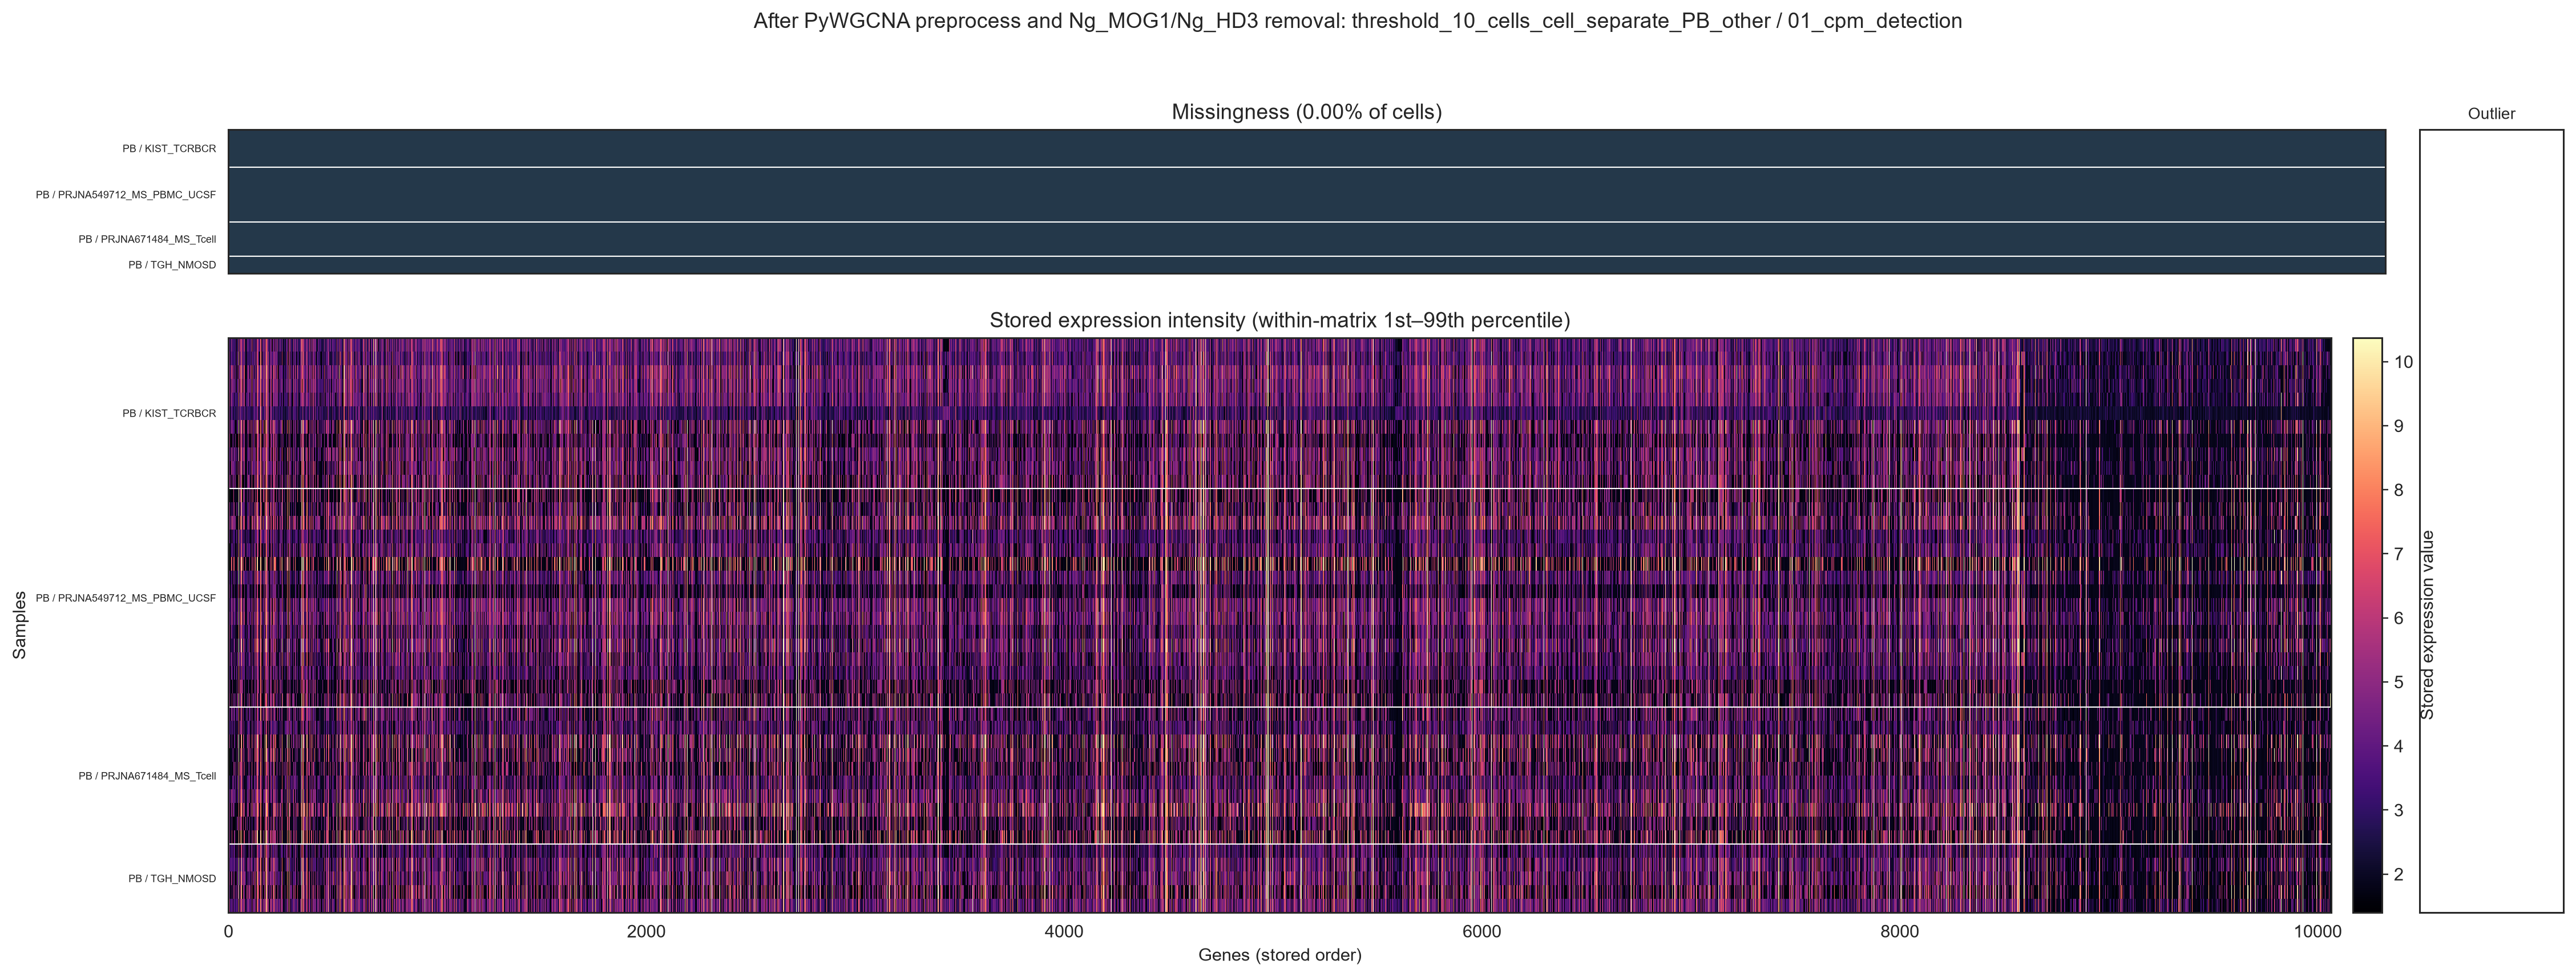 After PyWGCNA preprocess and Ng_MOG1/Ng_HD3 removal: threshold_10_cells_cell_separate_PB_other / 01_cpm_detection
Missingness (0.00% of cells)
Outlier
PB / KIST_TCRBCR
PB / PRJNA549712_MS_PBMC_UCSF
PB / PRJNA671484_MS_Tcell
PB / TGH_NMOSD
Stored expression intensity (within-matrix 1st–99th percentile)
Samples
PB / KIST_TCRBCR
PB / PRJNA549712_MS_PBMC_UCSF
PB / PRJNA671484_MS_Tcell
PB / TGH_NMOSD
10
9
8
7
6
5
4
3
2
Stored expression value
0 2000 4000 6000 8000 10000
Genes (stored order)